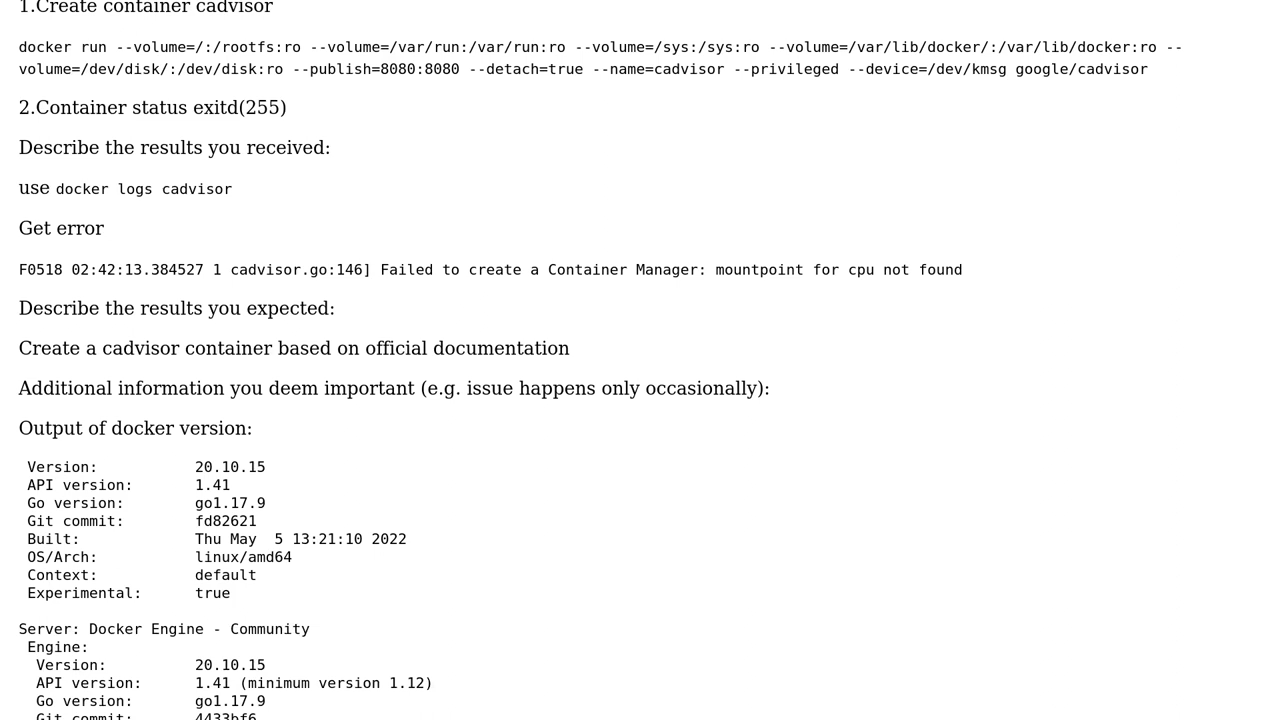 1.Create container cadvisor
docker run --volume=/:/rootfs:ro --volume=/var/run:/var/run:ro --volume=/sys:/sys:ro --volume=/var/lib/docker/:/var/lib/docker:ro --
volume=/dev/disk/:/dev/disk:ro --publish=8080:8080 --detach=true --name=cadvisor --privileged --device=/dev/kmsg google/cadvisor
2.Container status exitd(255)
Describe the results you received:
use docker logs cadvisor
Get error
F0518 02:42:13.384527 1 cadvisor.go:146] Failed to create a Container Manager: mountpoint for cpu not found
Describe the results you expected:
Create a cadvisor container based on official documentation
Additional information you deem important (e.g. issue happens only occasionally):
Output of docker version:
Version: 20.10.15
API version: 1.41
Go version: go1.17.9
Git commit: fd82621
Built: Thu May  5 13:21:10 2022
OS/Arch: linux/amd64
Context: default
Experimental: true
Server: Docker Engine - Community
Engine:
Version: 20.10.15
API version: 1.41 (minimum version 1.12)
Go version: go1.17.9
Git commit: 4433bf6